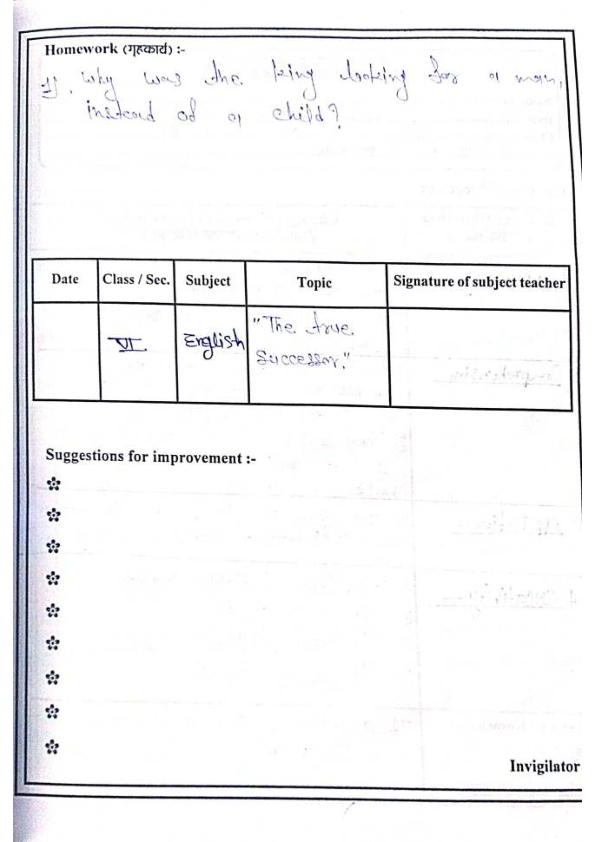 Homework (गृहकार्य) :-
1). Why was the king looking for a man,
instead of a child?
Date Class / Sec. Subject Topic Signature of subject teacher
VI English "The true
Successor."
Suggestions for improvement :-
Invigilator